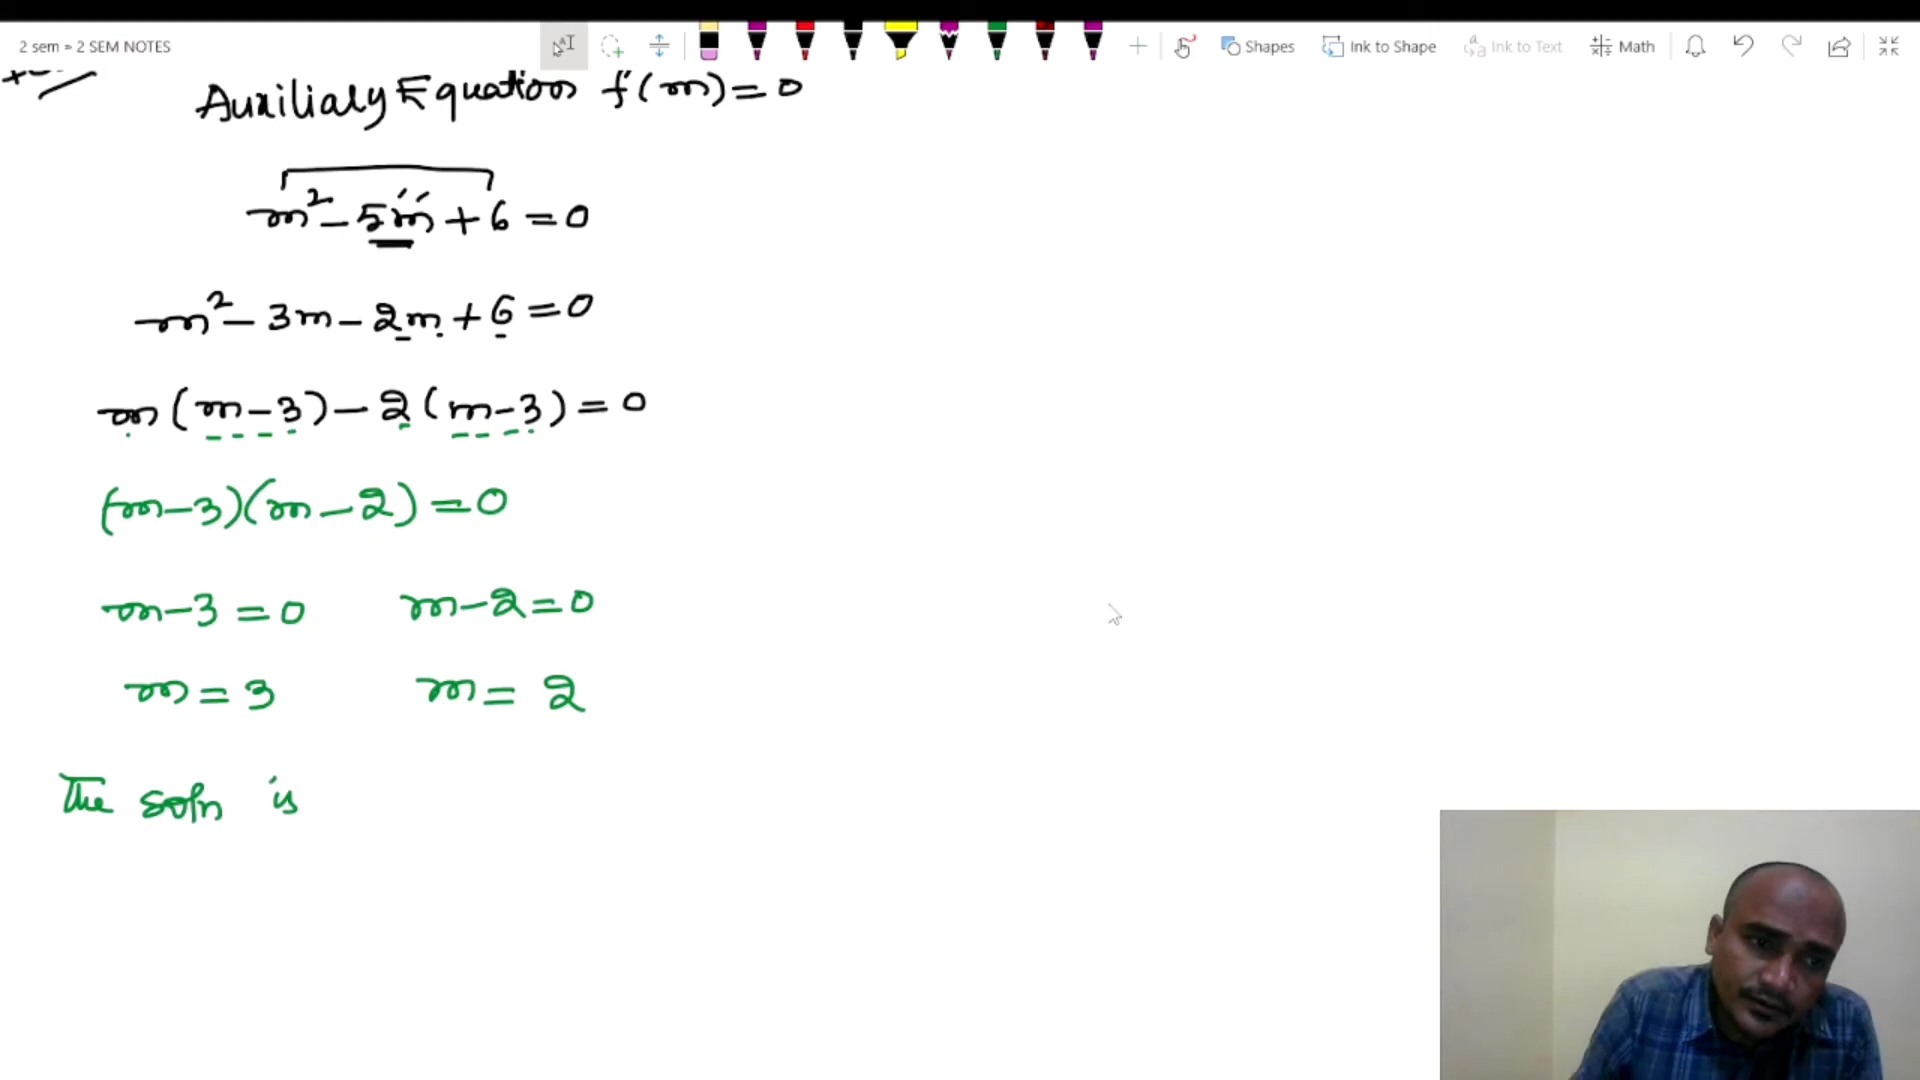 2 sem » 2 SEM NOTES
Shapes Ink to Shape Ink to Text Math
Auxiliary Equation f(m) = 0
m² - 5m + 6 = 0
m² - 3m - 2m + 6 = 0
m (m - 3) - 2 (m - 3) = 0
(m - 3)(m - 2) = 0
m - 3 = 0 m - 2 = 0
m = 3 m = 2
The soln is